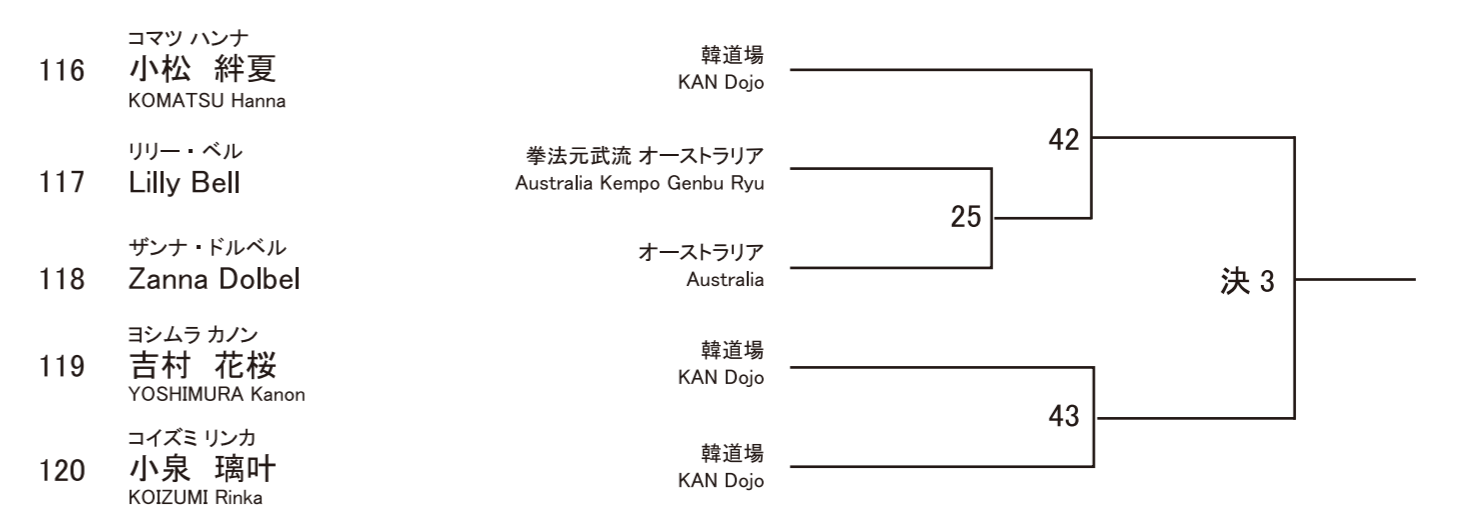 コマツ ハンナ
116 小松 絆夏 韓道場
KOMATSU Hanna KAN Dojo
42
リリー・ベル 拳法元武流 オーストラリア
117 Lilly Bell Australia Kempo Genbu Ryu
25
ザンナ・ドルベル オーストラリア
118 Zanna Dolbel Australia
決 3
ヨシムラ カノン 韓道場
119 吉村 花桜 KAN Dojo
YOSHIMURA Kanon
43
コイズミ リンカ 韓道場
120 小泉 璃叶 KAN Dojo
KOIZUMI Rinka